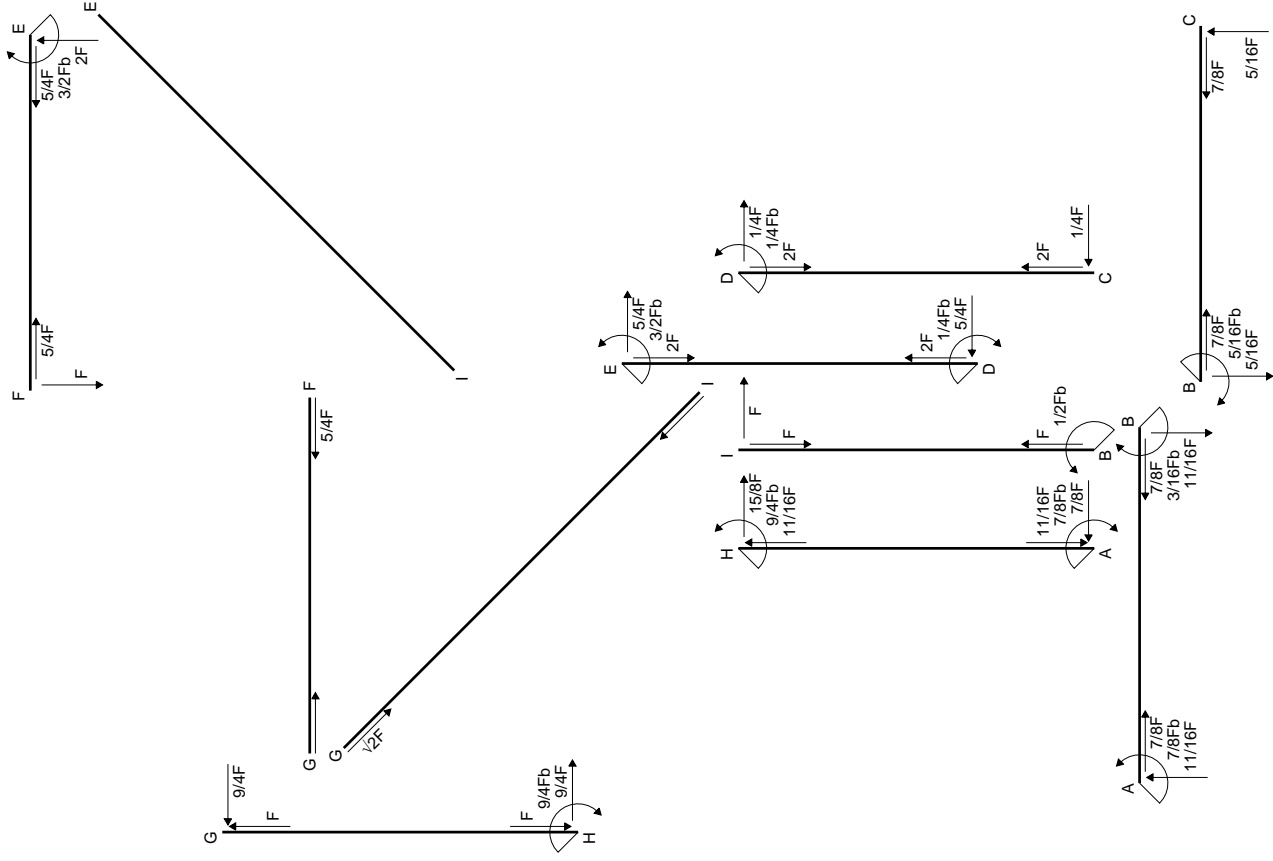 E
F
5/4F
F
5/4F
3/2Fb
2F
E
I
G
F
5/4F
G
√2F
I
G
9/4F
F
F
9/4Fb
9/4F
H
D
1/4F
1/4Fb
2F
2F
1/4F
C
E
5/4F
3/2Fb
2F
2F
1/4Fb
5/4F
D
I
F
F
F
1/2Fb
B
H
15/8F
9/4Fb
11/16F
11/16F
7/8Fb
7/8F
A
C
7/8F
5/16F
B
7/8F
5/16Fb
5/16F
B
7/8F
3/16Fb
11/16F
A
7/8F
7/8Fb
11/16F